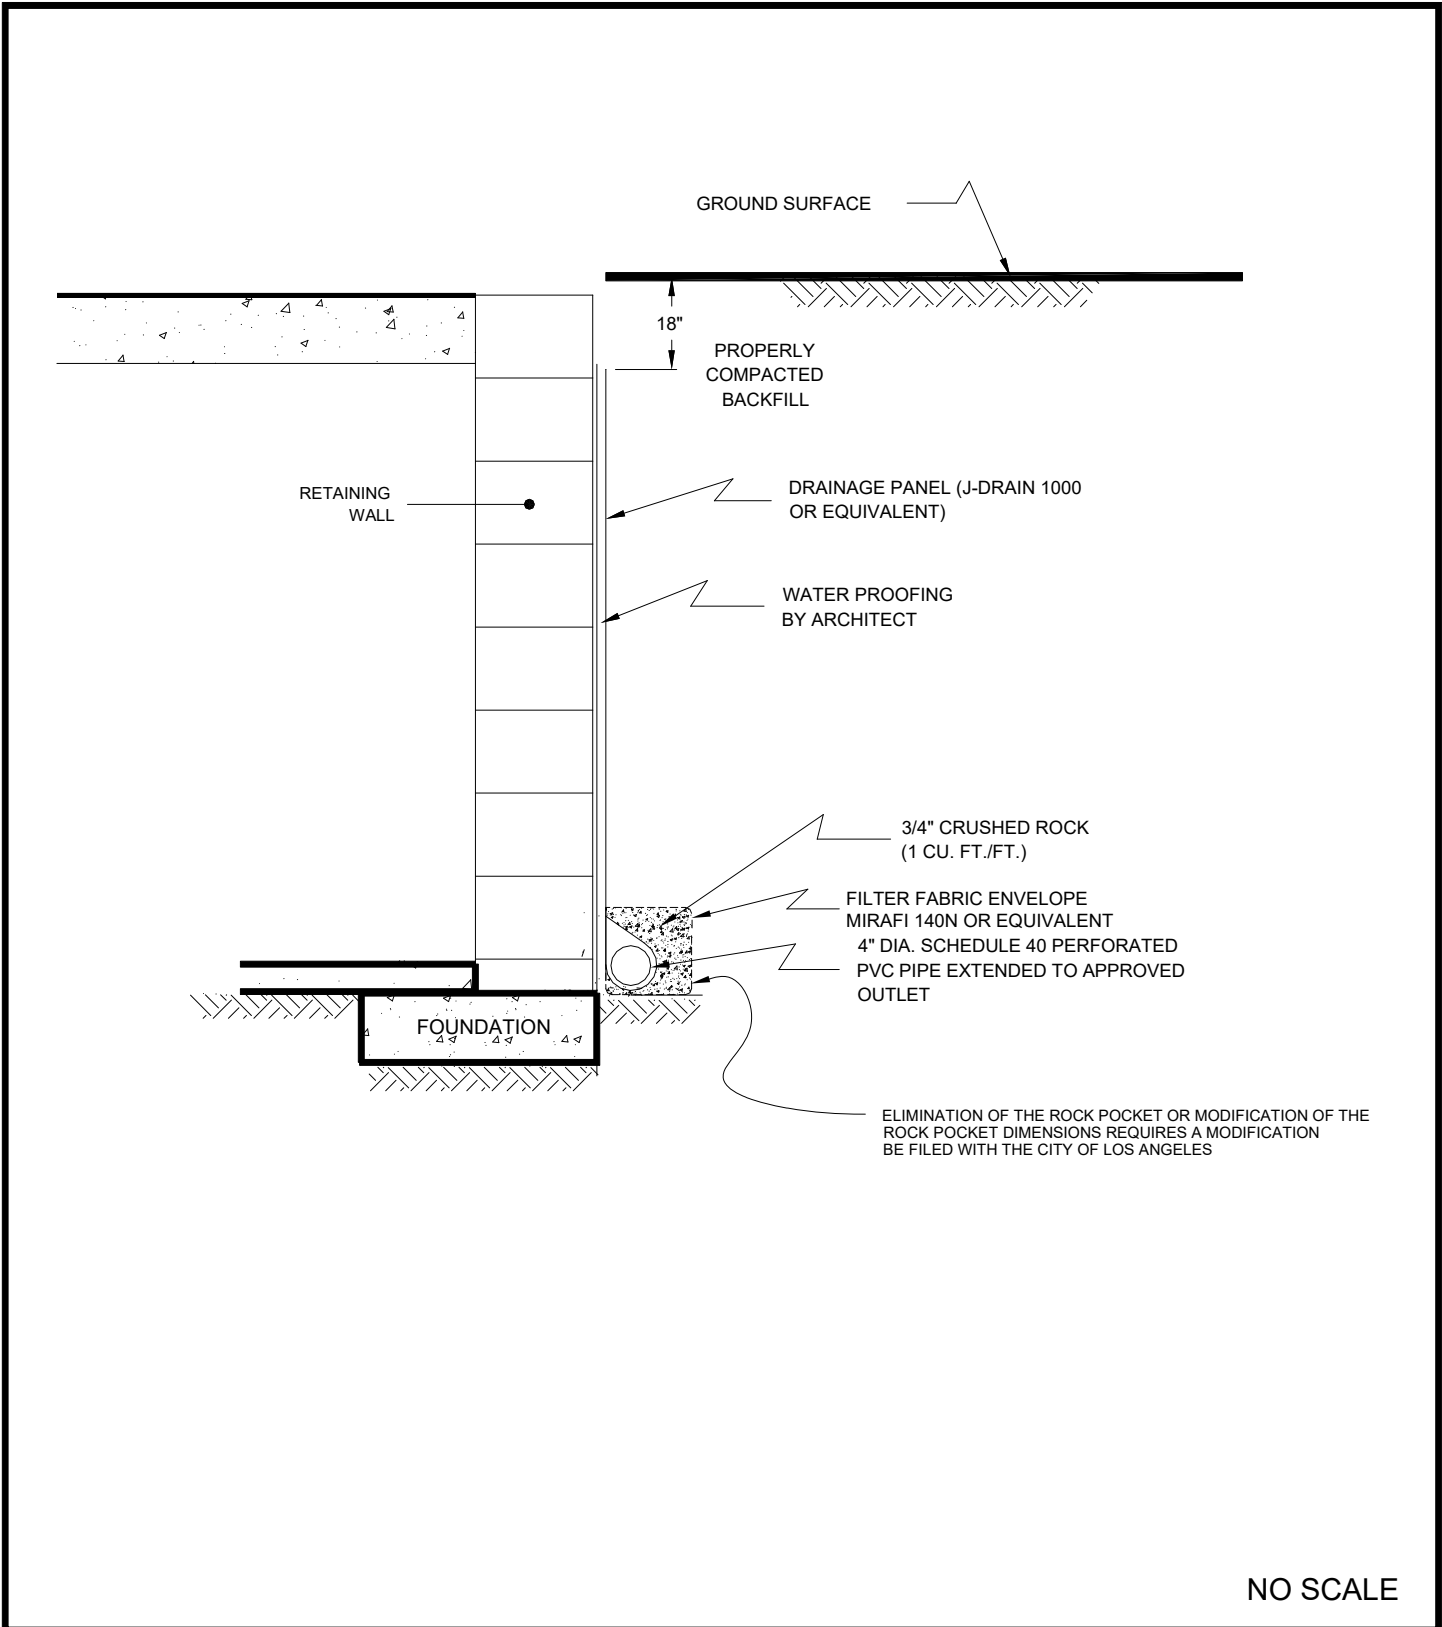 GROUND SURFACE
18"
PROPERLY
COMPACTED
BACKFILL
RETAINING
WALL
DRAINAGE PANEL (J-DRAIN 1000
OR EQUIVALENT)
WATER PROOFING
BY ARCHITECT
3/4" CRUSHED ROCK
(1 CU. FT./FT.)
FILTER FABRIC ENVELOPE
MIRAFI 140N OR EQUIVALENT
4" DIA. SCHEDULE 40 PERFORATED
PVC PIPE EXTENDED TO APPROVED
OUTLET
FOUNDATION
ELIMINATION OF THE ROCK POCKET OR MODIFICATION OF THE
ROCK POCKET DIMENSIONS REQUIRES A MODIFICATION
BE FILED WITH THE CITY OF LOS ANGELES
NO SCALE